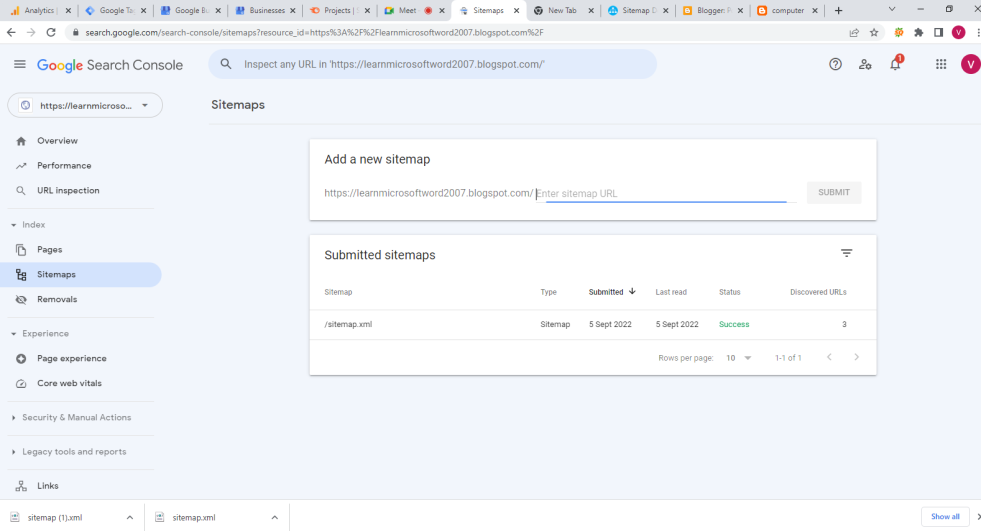 Analytics |
Google Ta
Google Bu
Businesses
Projects |
Meet
Sitemaps
New Tab
Sitemap D
Blogger: P
computer
search.google.com/search-console/sitemaps?resource_id=https%3A%2F%2Flearnmicrosoftword2007.blogspot.com%2F
V
Google Search Console
Inspect any URL in 'https://learnmicrosoftword2007.blogspot.com/'
1
V
https://learnmicroso...
Sitemaps
Overview
Performance
URL inspection
Index
Pages
Sitemaps
Removals
Experience
Page experience
Core web vitals
Security & Manual Actions
Legacy tools and reports
Links
Add a new sitemap
https://learnmicrosoftword2007.blogspot.com/ Enter sitemap URL SUBMIT
Submitted sitemaps
Sitemap Type Submitted Last read Status Discovered URLs
/sitemap.xml Sitemap 5 Sept 2022 5 Sept 2022 Success 3
Rows per page: 10 1-1 of 1
sitemap (1).xml
sitemap.xml
Show all